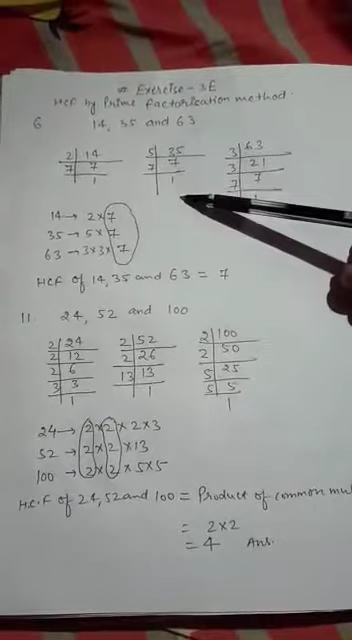 Exercise-3E
HCF by Prime factorication method.
6 14, 35 and 63
2 | 14 5 | 35 3 | 63
7 | 7 7 | 7 3 | 21
1 1 7 | 7
14 → 2×7
35 → 5×7
63 → 3×3×7
HCF of 14, 35 and 63 = 7
11. 24, 52 and 100
2 | 24 2 | 52 2 | 100
2 | 12 2 | 26 2 | 50
2 | 6 13 | 13 5 | 25
3 | 3 1 5 | 5
1 1
24 → 2×2×2×3
52 → 2×2×13
100 → 2×2×5×5
H.C.F of 24, 52 and 100 = Product of common
= 2×2
= 4 Ans.